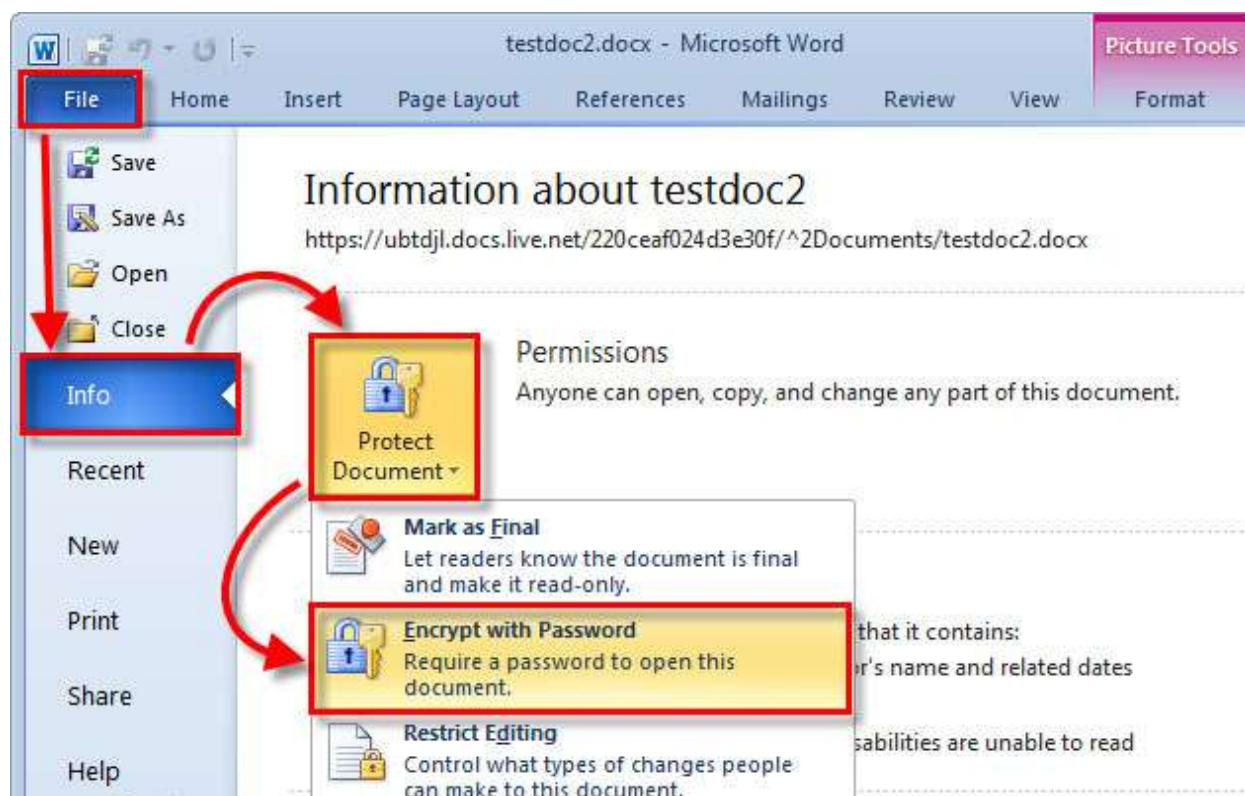 testdoc2.docx - Microsoft Word
Picture Tools
File Home Insert Page Layout References Mailings Review View Format
Save
Save As
Open
Close
Info
Recent
New
Print
Share
Help
Information about testdoc2
https://ubtdjl.docs.live.net/220ceaf024d3e30f/^2Documents/testdoc2.docx
Protect
Document
Permissions
Anyone can open, copy, and change any part of this document.
Mark as Final
Let readers know the document is final
and make it read-only.
Encrypt with Password
Require a password to open this
document.
Restrict Editing
Control what types of changes people
can make to this document.
that it contains:
r's name and related dates
sabilities are unable to read